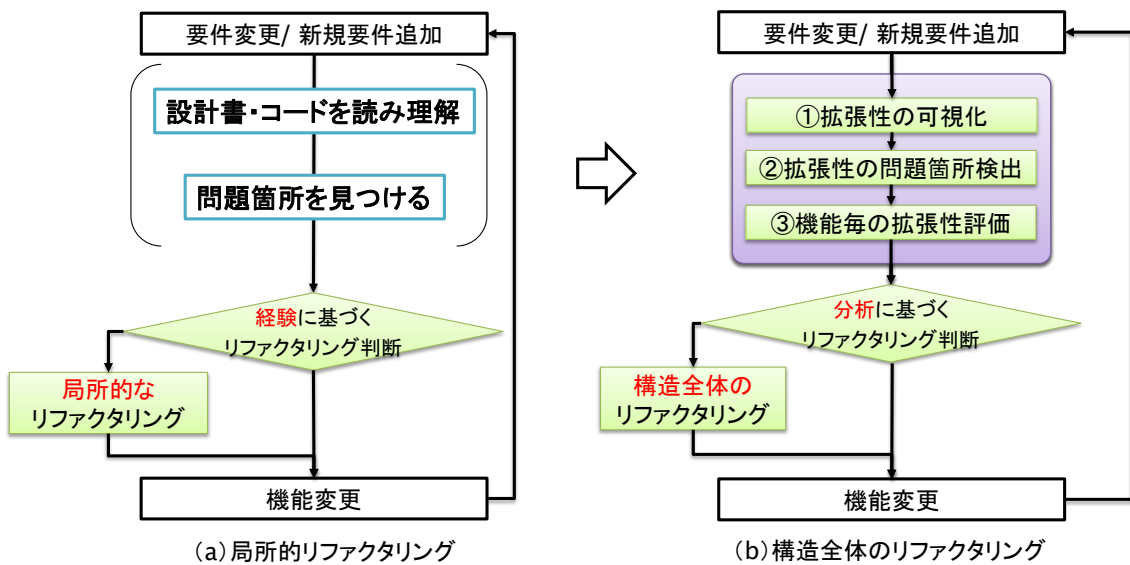 要件変更/ 新規要件追加
設計書・コードを読み理解
問題箇所を見つける
経験に基づく
リファクタリング判断
局所的な
リファクタリング
機能変更
(a)局所的リファクタリング
要件変更/ 新規要件追加
①拡張性の可視化
②拡張性の問題箇所検出
③機能毎の拡張性評価
分析に基づく
リファクタリング判断
構造全体の
リファクタリング
機能変更
(b)構造全体のリファクタリング